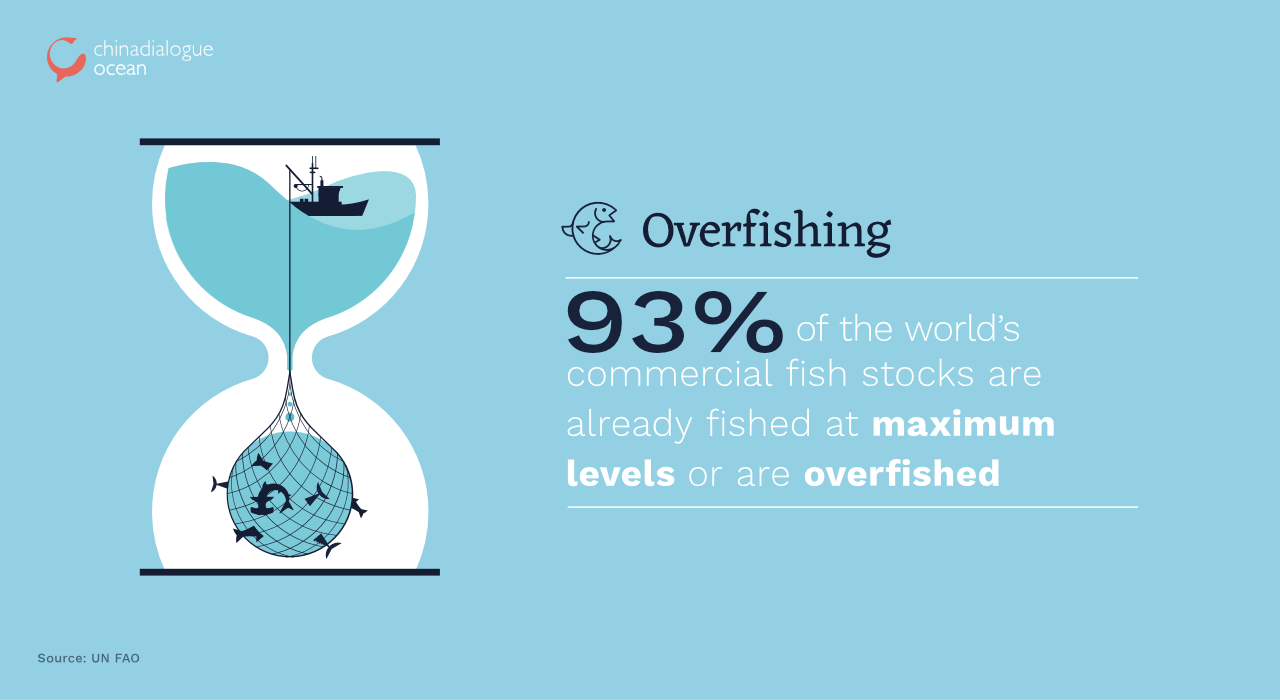 chinadialogue
ocean
Overfishing
93% of the world’s
commercial fish stocks are
already fished at maximum
levels or are overfished
Source: UN FAO